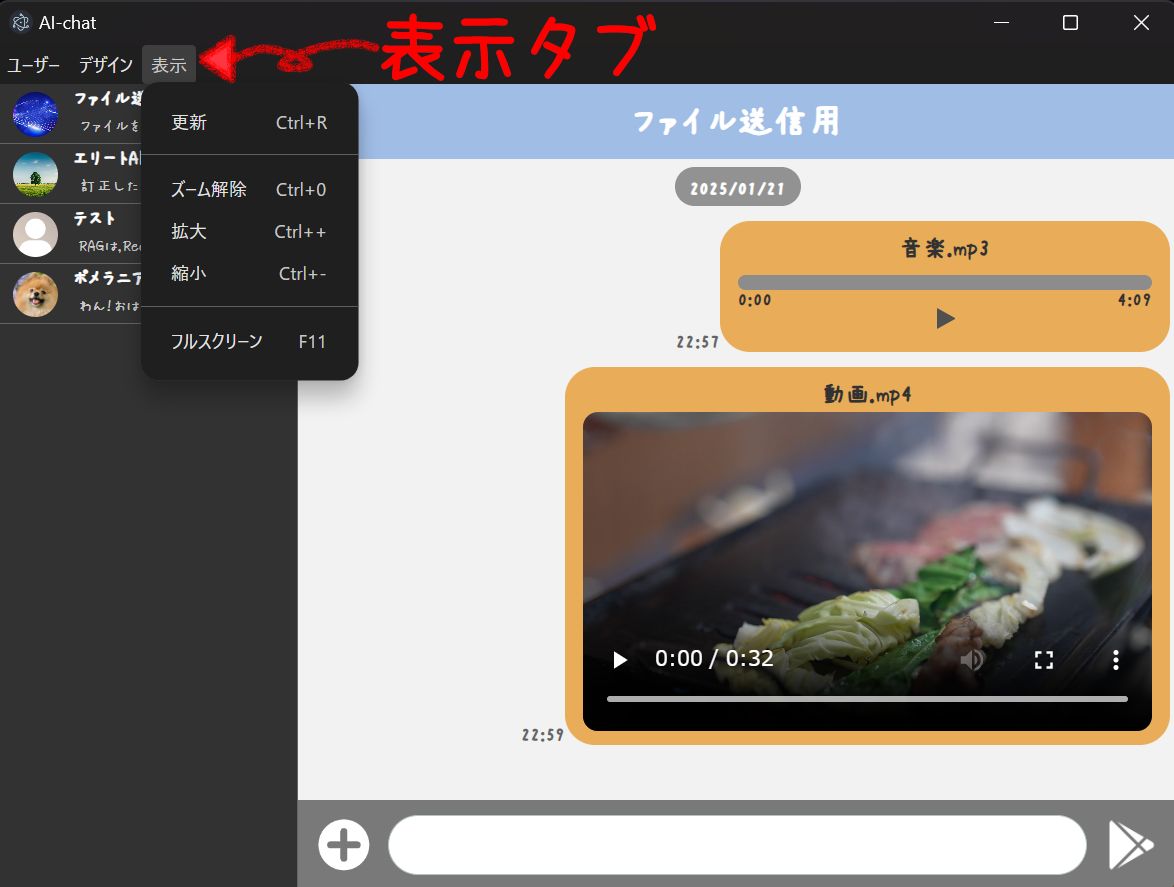 AI-chat
表示タブ
ユーザー デザイン 表示
ファイル送
ファイルを
エリートAI
訂正した
テスト
RAGは,Re
ポメラニア
わん!おは
更新 Ctrl+R
ズーム解除 Ctrl+0
拡大 Ctrl++
縮小 Ctrl+-
フルスクリーン F11
ファイル送信用
2025/01/21
音楽.mp3
0:00 4:09
22:57
動画.mp4
0:00 / 0:32
22:59